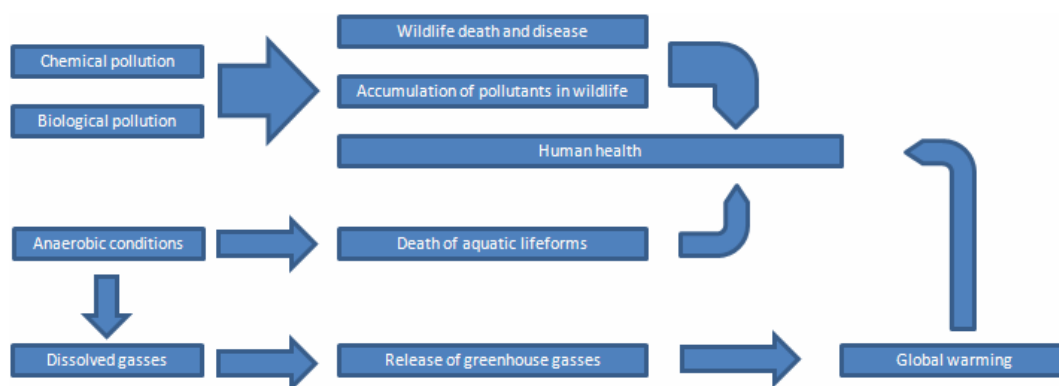 Wildlife death and disease
Chemical pollution
Accumulation of pollutants in wildlife
Biological pollution
Human health
Anaerobic conditions
Death of aquatic lifeforms
Dissolved gasses
Release of greenhouse gasses
Global warming